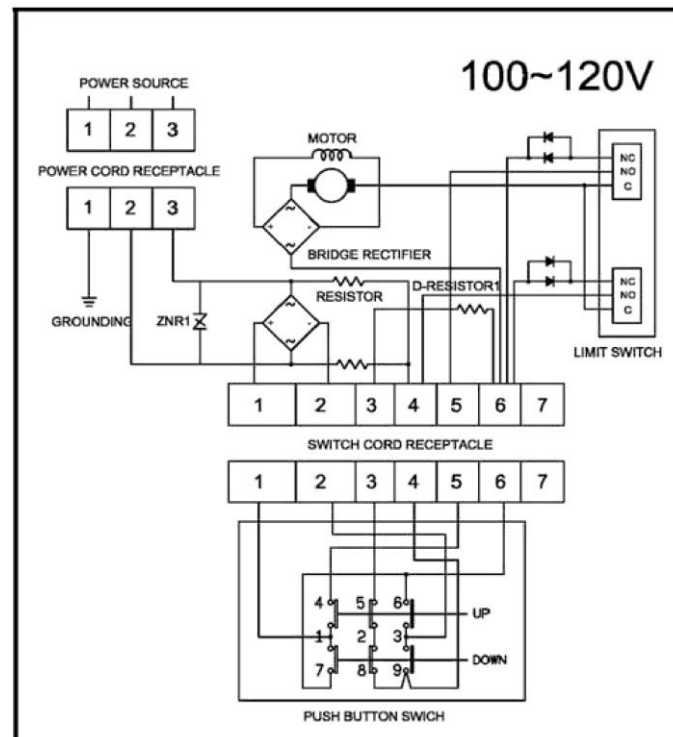 100~120V
POWER SOURCE
1 2 3
POWER CORD RECEPTACLE
1 2 3
GROUNDING
ZNR1
MOTOR
~
+ -
~
BRIDGE RECTIFIER
RESISTOR
~
+ -
~
D-RESISTOR1
NC
NO
C
NC
NO
C
LIMIT SWITCH
1 2 3 4 5 6 7
SWITCH CORD RECEPTACLE
1 2 3 4 5 6 7
4 5 6
UP
1 2 3
DOWN
7 8 9
PUSH BUTTON SWICH